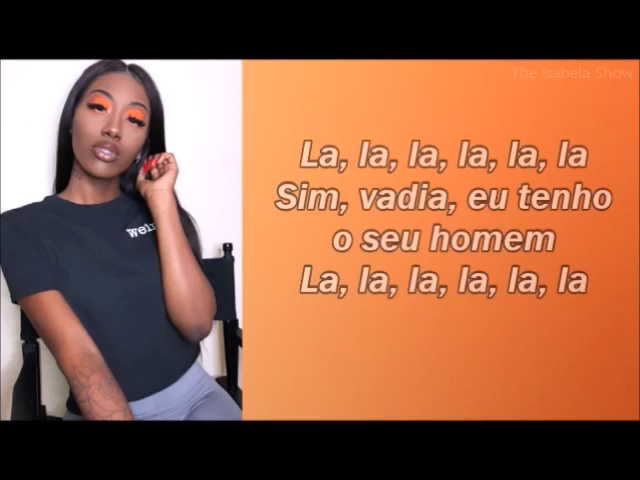 The Isabela Show
La, la, la, la, la, la
Sim, vadia, eu tenho
o seu homem
La, la, la, la, la, la